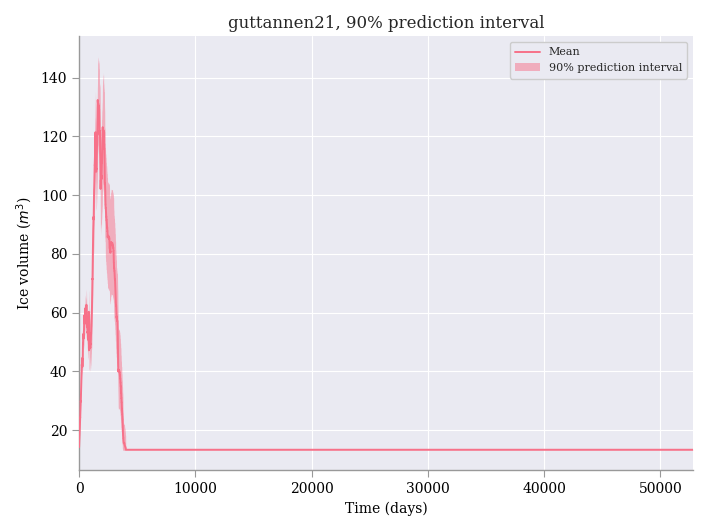 guttannen21, 90% prediction interval
Mean
90% prediction interval
Ice volume (m³)
140
120
100
80
60
40
20
0 10000 20000 30000 40000 50000
Time (days)